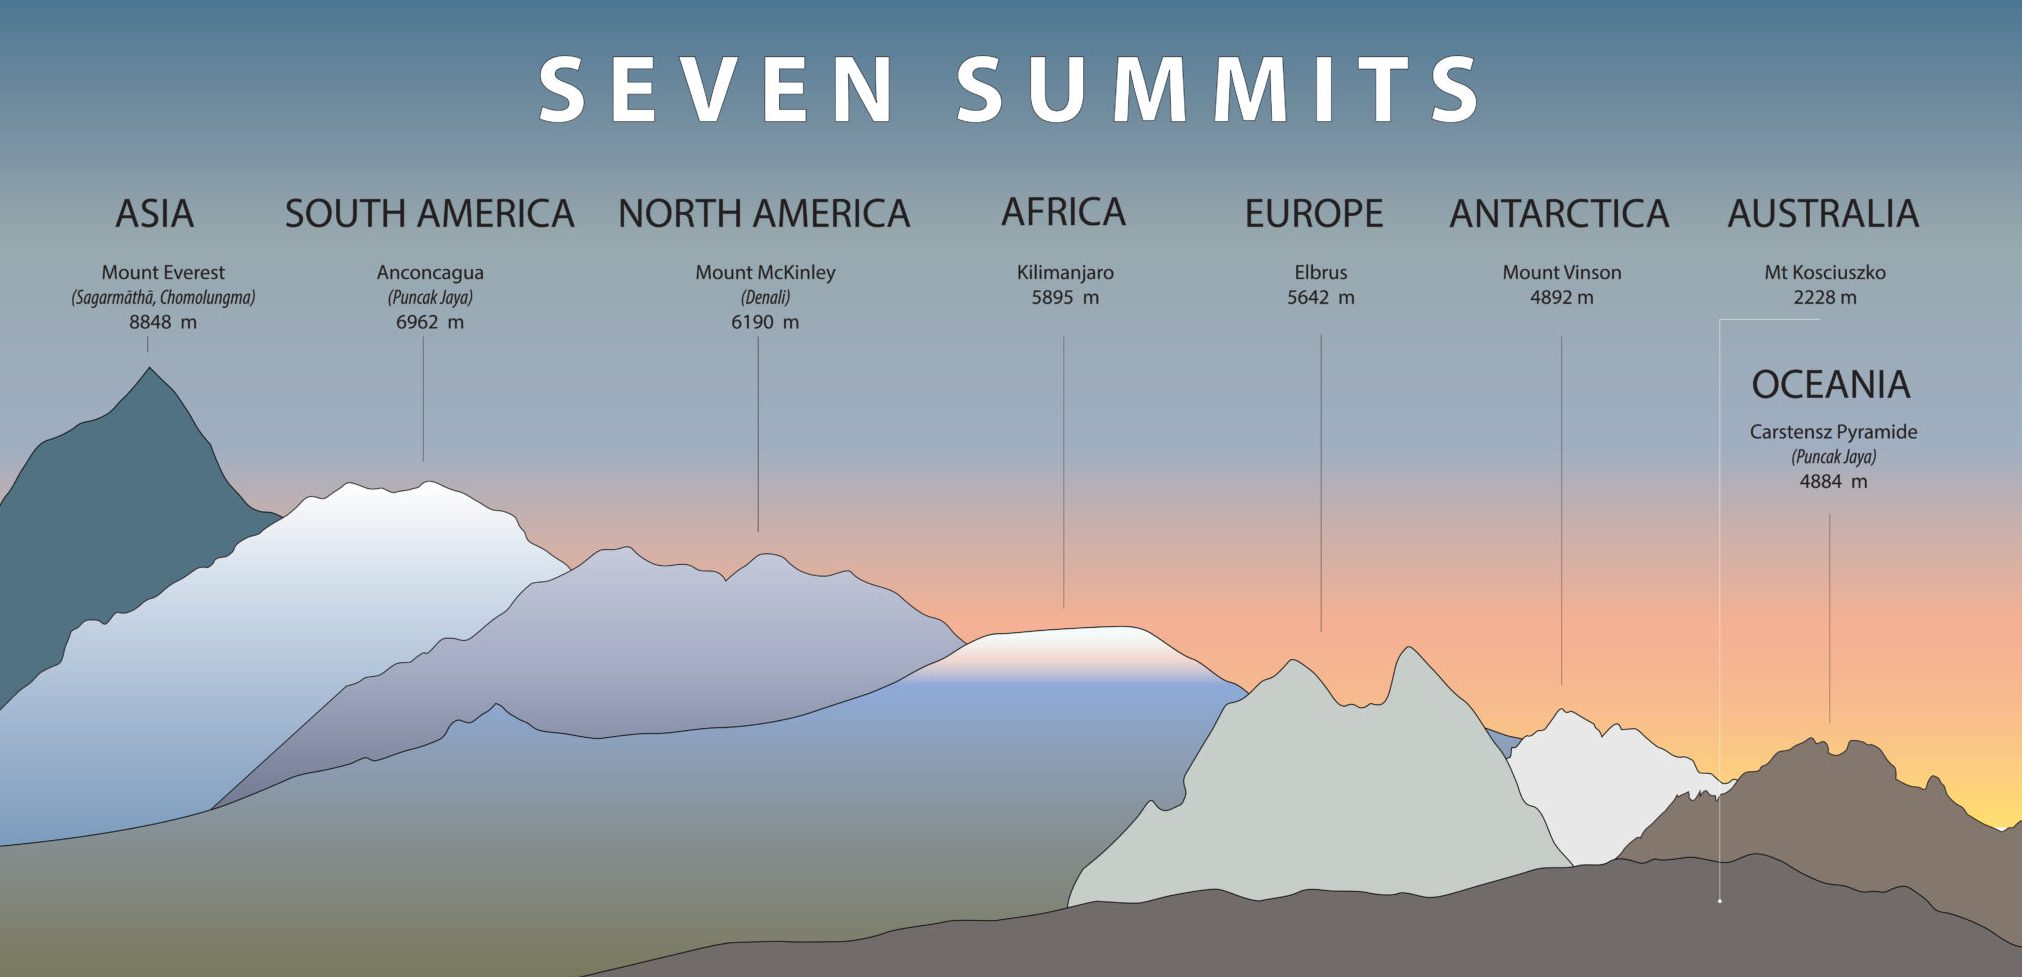 SEVEN SUMMITS
ASIA
Mount Everest
(Sagarmāthā, Chomolungma)
8848 m
SOUTH AMERICA
Anconcagua
(Puncak Jaya)
6962 m
NORTH AMERICA
Mount McKinley
(Denali)
6190 m
AFRICA
Kilimanjaro
5895 m
EUROPE
Elbrus
5642 m
ANTARCTICA
Mount Vinson
4892 m
AUSTRALIA
Mt Kosciuszko
2228 m
OCEANIA
Carstensz Pyramide
(Puncak Jaya)
4884 m